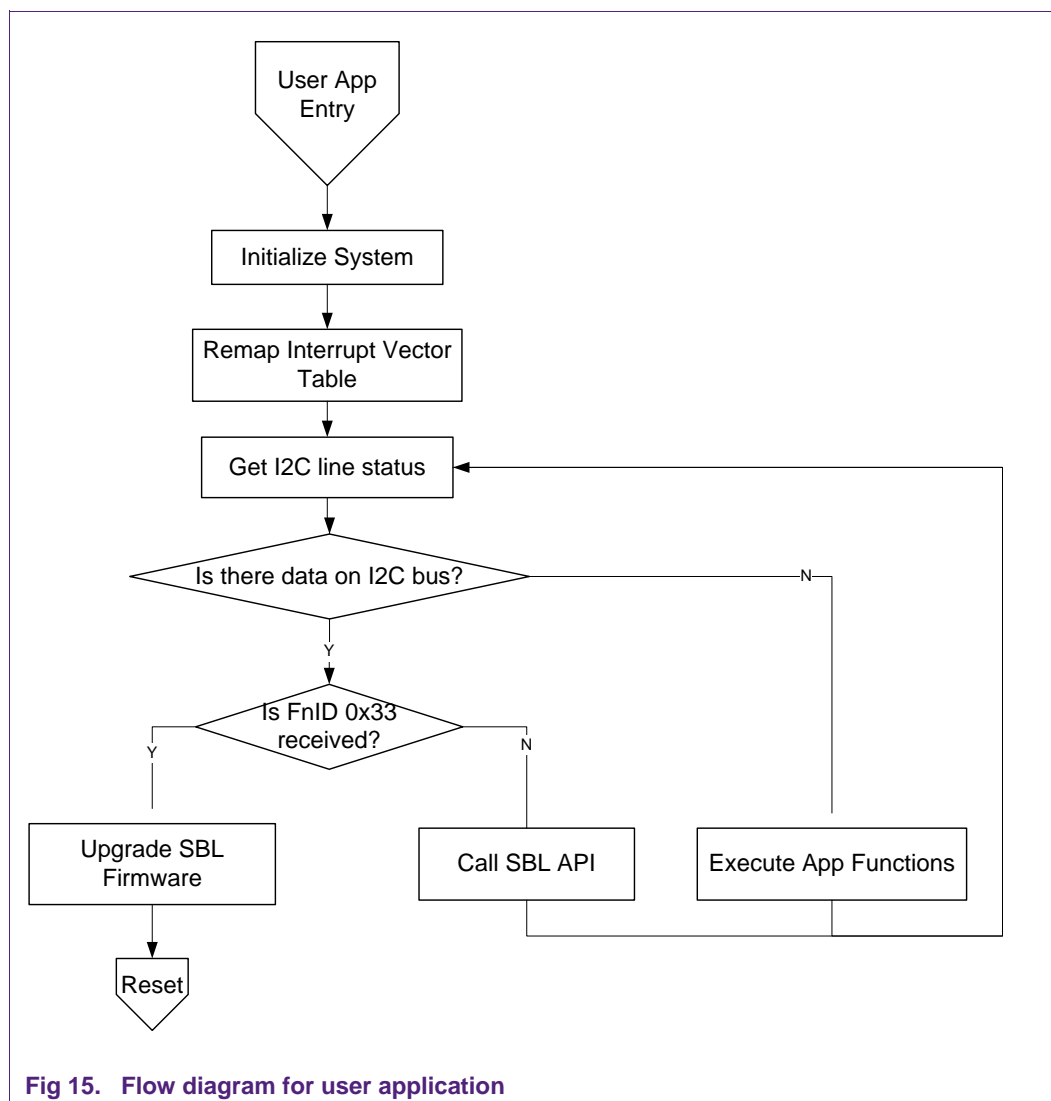 User App
Entry
Initialize System
Remap Interrupt Vector
Table
Get I2C line status
Is there data on I2C bus?
N
Y
Is FnID 0x33
received?
Y
N
Upgrade SBL
Firmware
Call SBL API
Execute App Functions
Reset
Fig 15. Flow diagram for user application